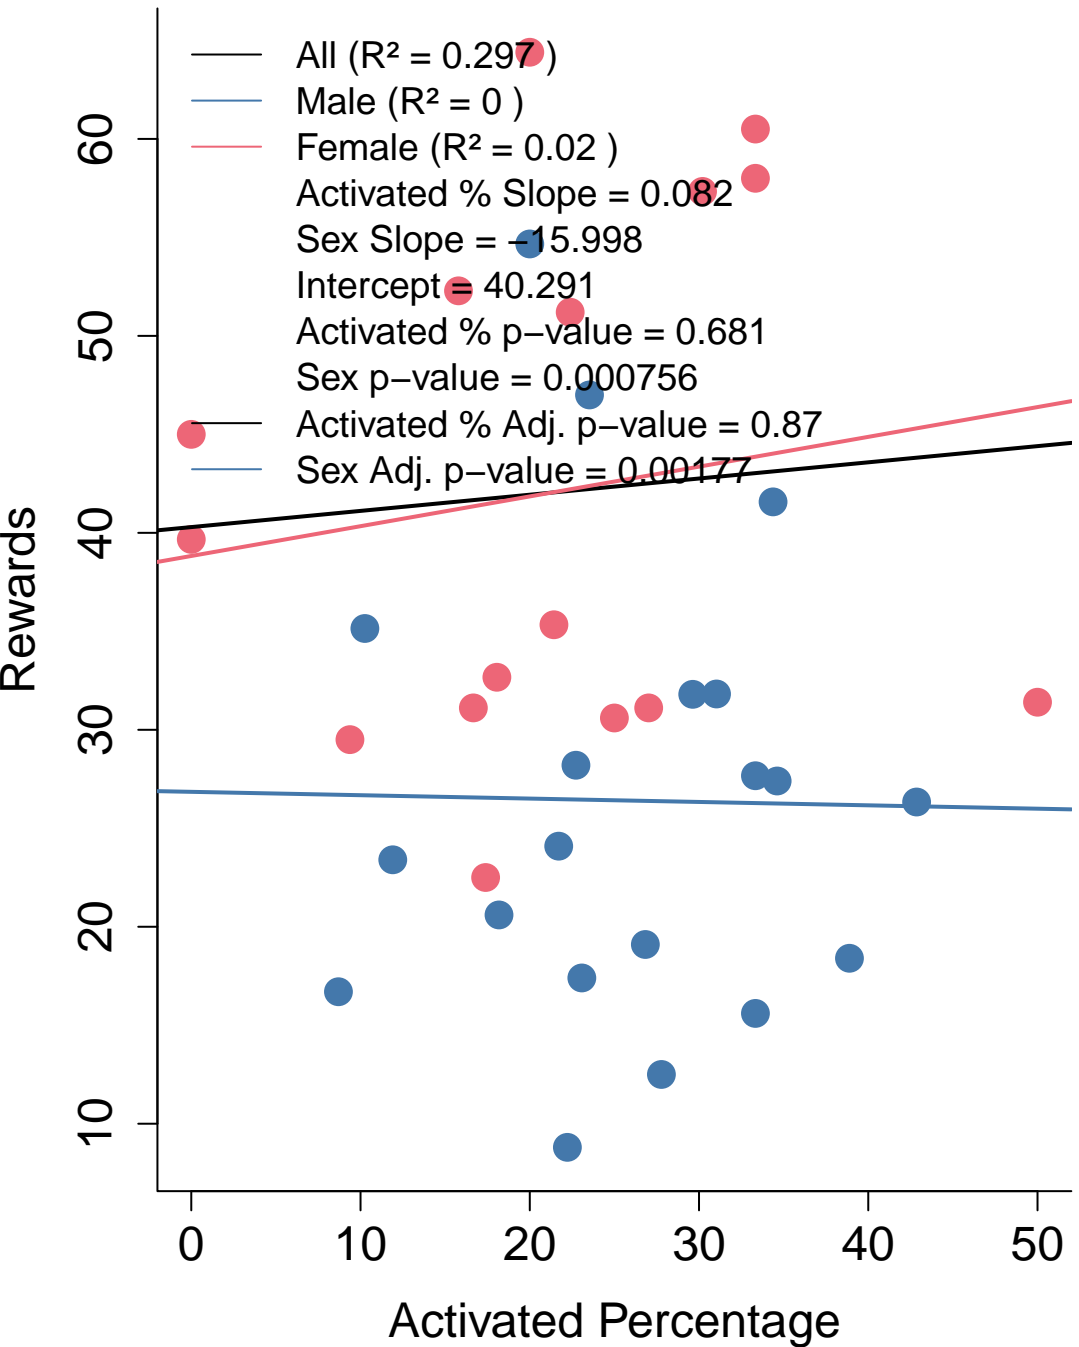 All (R² = 0.297 )
Male (R² = 0 )
Female (R² = 0.02 )
Activated % Slope = 0.082
Sex Slope = −15.998
Intercept = 40.291
Activated % p−value = 0.681
Sex p−value = 0.000756
Activated % Adj. p−value = 0.87
Sex Adj. p−value = 0.00177
Rewards
60
50
40
30
20
10
0 10 20 30 40 50
Activated Percentage